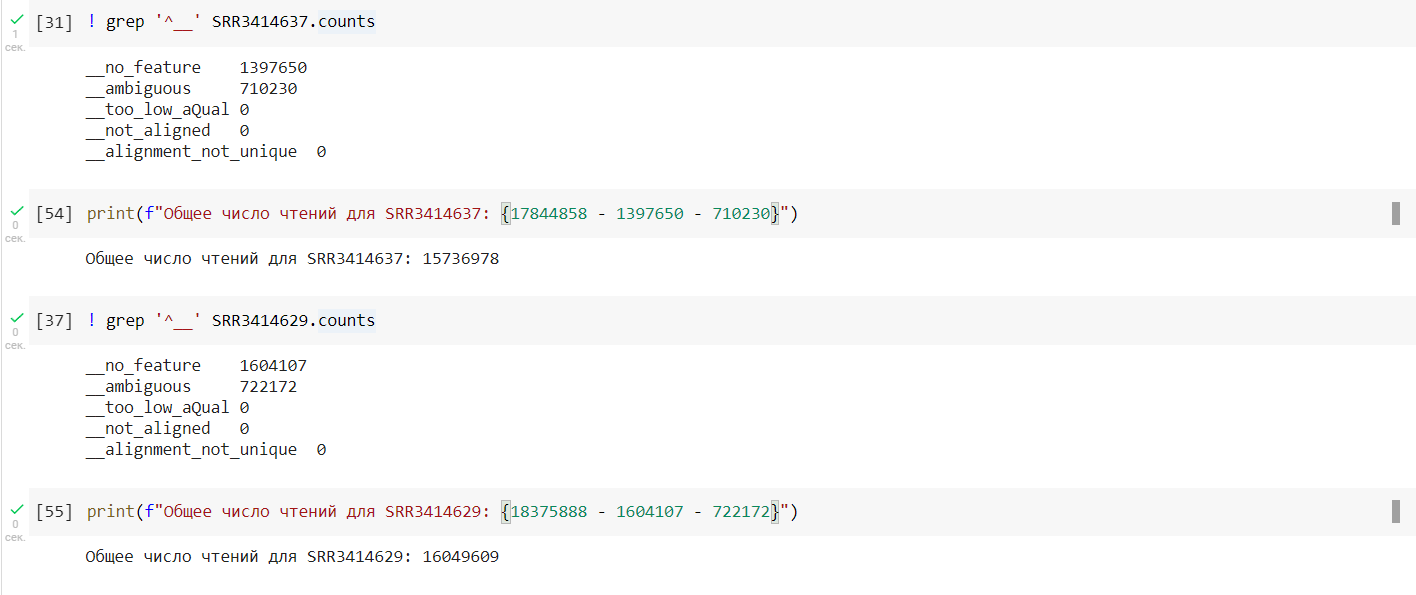 [31] ! grep '^__' SRR3414637.counts
1
сек.
__no_feature 1397650
__ambiguous 710230
__too_low_aQual 0
__not_aligned 0
__alignment_not_unique 0
[54] print(f"Общее число чтений для SRR3414637: {17844858 - 1397650 - 710230}")
0
сек.
Общее число чтений для SRR3414637: 15736978
[37] ! grep '^__' SRR3414629.counts
0
сек.
__no_feature 1604107
__ambiguous 722172
__too_low_aQual 0
__not_aligned 0
__alignment_not_unique 0
[55] print(f"Общее число чтений для SRR3414629: {18375888 - 1604107 - 722172}")
0
сек.
Общее число чтений для SRR3414629: 16049609